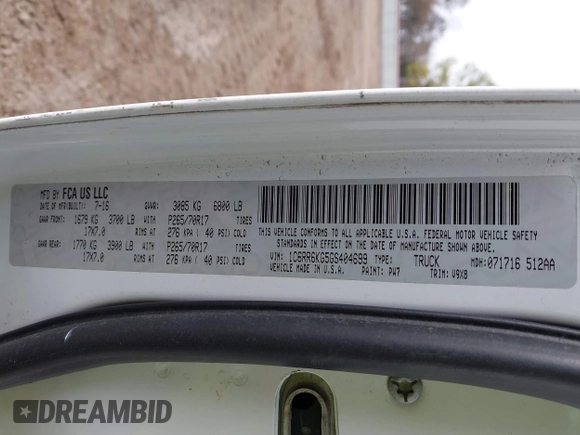 MFD BY FCA US LLC
DATE OF MFR(BUILT): 7-16 GVWR: 3085 KG 6800 LB
GAWR FRONT: 1679 KG 3700 LB WITH P265/70R17 TIRES
17X7.0 RIMS AT 276 KPA ( 40 PSI) COLD
GAWR REAR: 1770 KG 3900 LB WITH P265/70R17 TIRES
17X7.0 RIMS AT 276 KPA ( 40 PSI) COLD
THIS VEHICLE CONFORMS TO ALL APPLICABLE U.S.A. FEDERAL MOTOR VEHICLE SAFETY
STANDARDS IN EFFECT ON THE DATE OF MANUFACTURE SHOWN ABOVE.
VIN: 1C6RR6KG5GS404699 TYPE: TRUCK MDH: 071716 512AA
VEHICLE MADE IN U.S.A. PAINT: PW7 TRIM: V9X8
DREAMBID